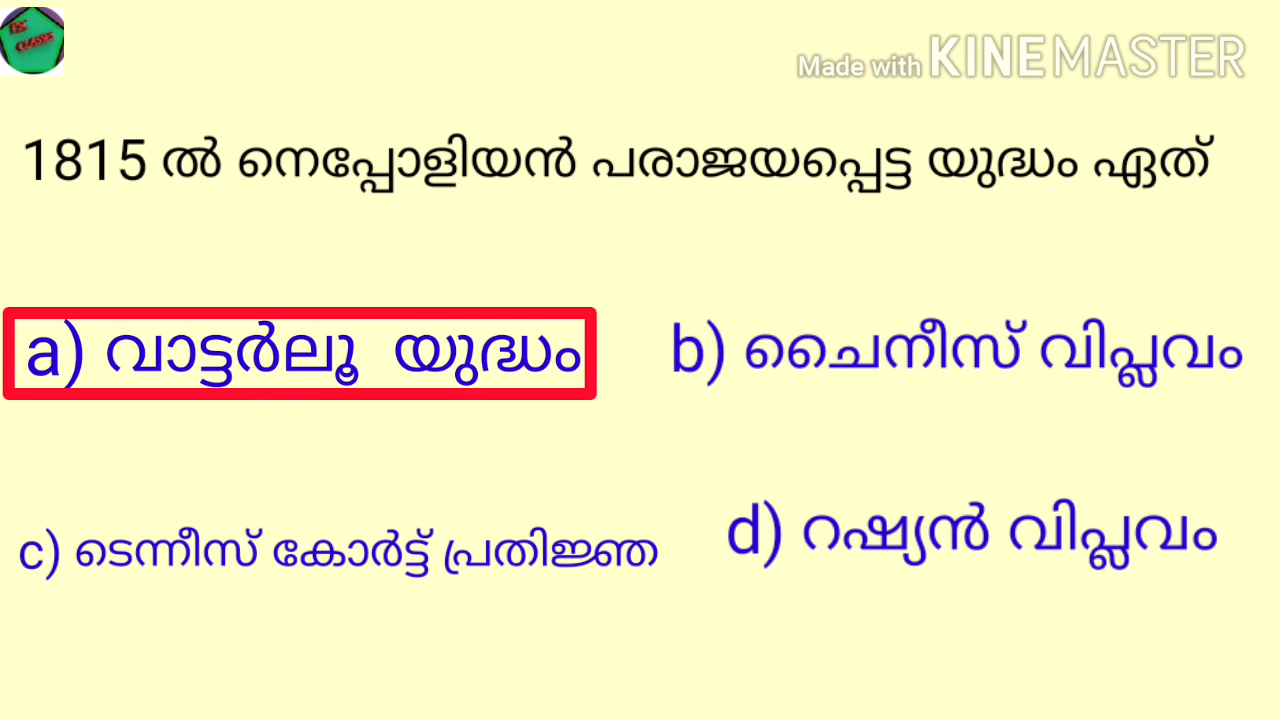 Made with KINEMASTER
1815 ൽ നെപ്പോളിയൻ പരാജയപ്പെട്ട യുദ്ധം ഏത്
a) വാട്ടർലൂ യുദ്ധം
b) ചൈനീസ് വിപ്ലവം
c) ടെന്നീസ് കോർട്ട് പ്രതിജ്ഞ
d) റഷ്യൻ വിപ്ലവം